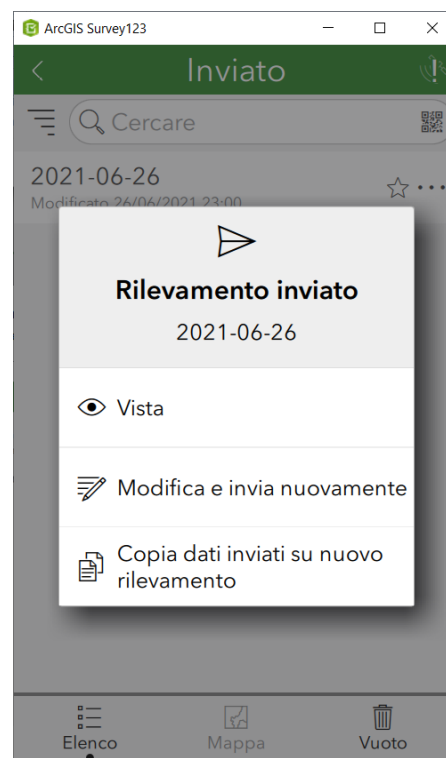 ArcGIS Survey123
Inviato
Cercare
2021-06-26
Modificato 26/06/2021 23:00
Rilevamento inviato
2021-06-26
Vista
Modifica e invia nuovamente
Copia dati inviati su nuovo
rilevamento
Elenco
Mappa
Vuoto